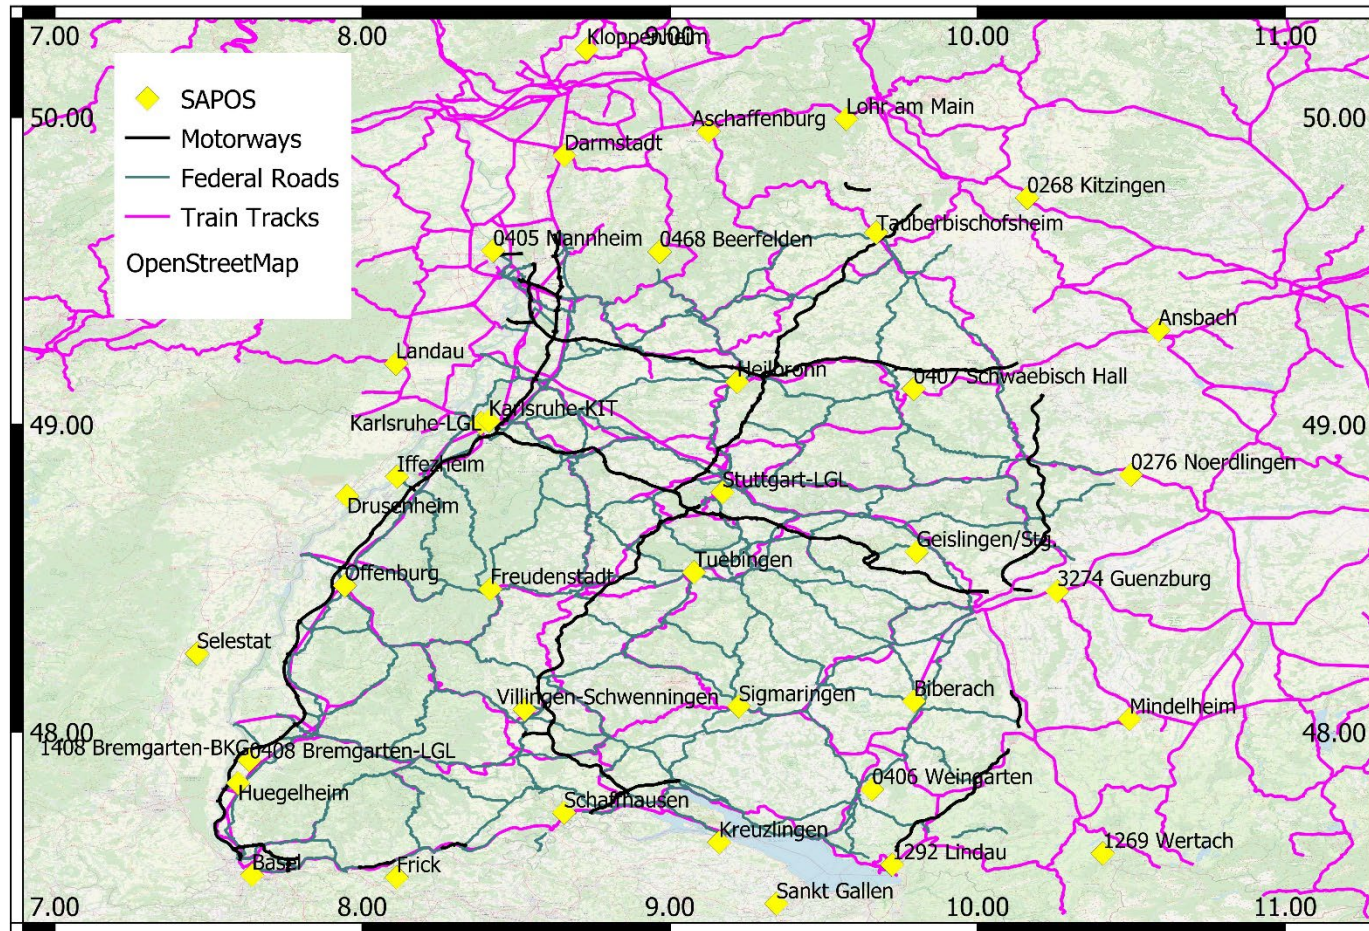 7.00 8.00 9.00 10.00 11.00
Kloppenheim
SAPOS
Motorways
Federal Roads
Train Tracks
OpenStreetMap
50.00 50.00
Lohr am Main
Aschaffenburg
Darmstadt
0268 Kitzingen
Tauberbischofsheim
0405 Mannheim
0468 Beerfelden
Ansbach
Landau
Heilbronn
0407 Schwaebisch Hall
Karlsruhe-KIT
Karlsruhe-LGL
49.00 49.00
Iffezheim
0276 Noerdlingen
Stuttgart-LGL
Drusenheim
Geislingen/Stg.
Tuebingen
Offenburg
Freudenstadt
3274 Guenzburg
Selestat
Villingen-Schwenningen
Sigmaringen
Biberach
Mindelheim
48.00 48.00
1408 Bremgarten-BKG
0408 Bremgarten-LGL
0406 Weingarten
Huegelheim
Schaffhausen
Kreuzlingen
1269 Wertach
1292 Lindau
Basel
Frick
Sankt Gallen
7.00 8.00 9.00 10.00 11.00